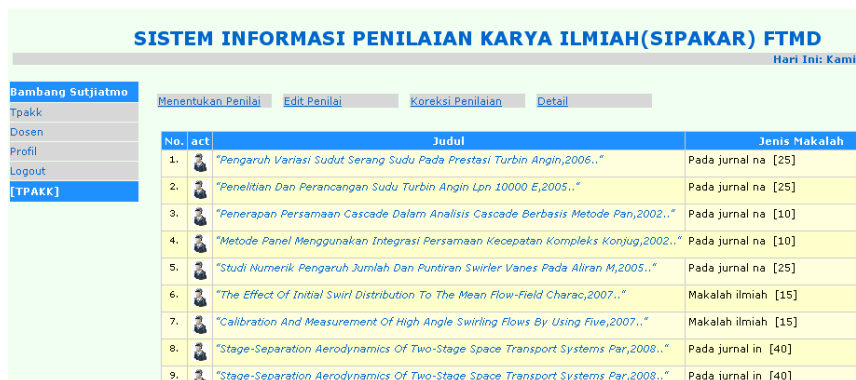 SISTEM INFORMASI PENILAIAN KARYA ILMIAH(SIPAKAR) FTMD
Hari Ini: Kami
Bambang Sutjiatmo
Tpakk
Dosen
Profil
Logout
[TPAKK]
Menentukan Penilai Edit Penilai Koreksi Penilaian Detail
No. act Judul Jenis Makalah
1. "Pengaruh Variasi Sudut Serang Sudu Pada Prestasi Turbin Angin,2006.." Pada jurnal na [25]
2. "Penelitian Dan Perancangan Sudu Turbin Angin Lpn 10000 E,2005.." Pada jurnal na [25]
3. "Penerapan Persamaan Cascade Dalam Analisis Cascade Berbasis Metode Pan,2002.." Pada jurnal na [10]
4. "Metode Panel Menggunakan Integrasi Persamaan Kecepatan Kompleks Konjug,2002.." Pada jurnal na [10]
5. "Studi Numerik Pengaruh Jumlah Dan Puntiran Swirler Vanes Pada Aliran M,2005.." Pada jurnal na [25]
6. "The Effect Of Initial Swirl Distribution To The Mean Flow-Field Charac,2007.." Makalah ilmiah [15]
7. "Calibration And Measurement Of High Angle Swirling Flows By Using Five,2007.." Makalah ilmiah [15]
8. "Stage-Separation Aerodynamics Of Two-Stage Space Transport Systems Par,2008.." Pada jurnal in [40]
9. "Stage-Separation Aerodynamics Of Two-Stage Space Transport Systems Par,2008.." Pada jurnal in [40]